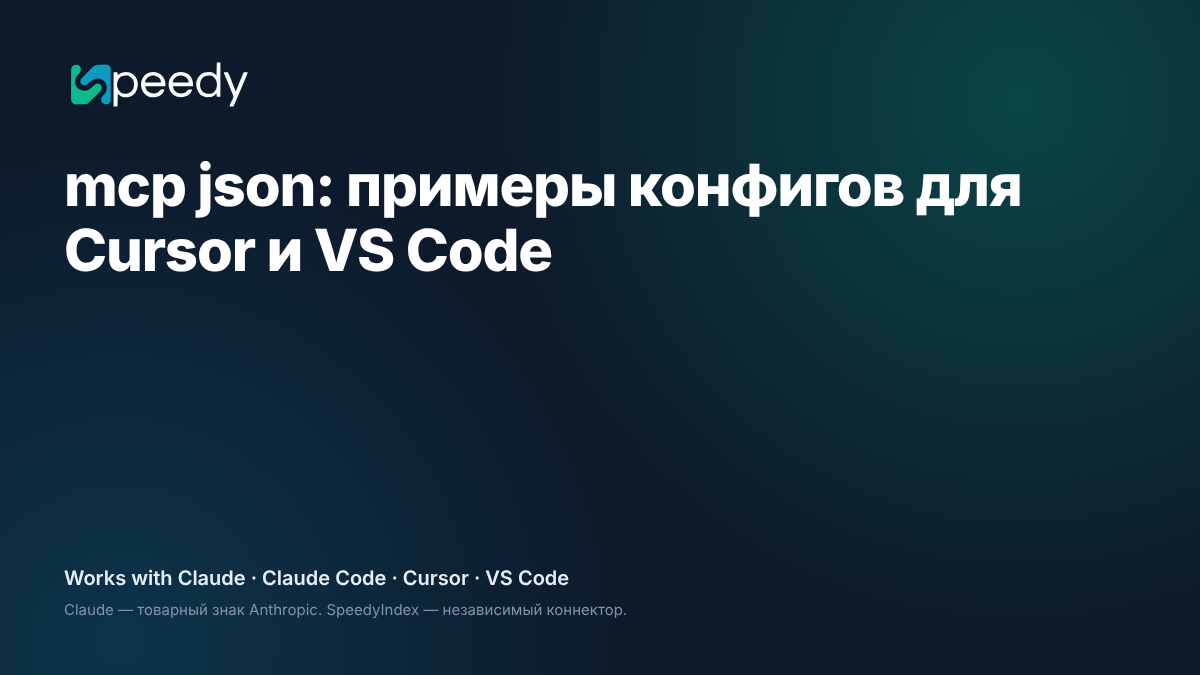 Speedy
mcp json: примеры конфигов для
Cursor и VS Code
Works with Claude · Claude Code · Cursor · VS Code
Claude — товарный знак Anthropic. SpeedyIndex — независимый коннектор.